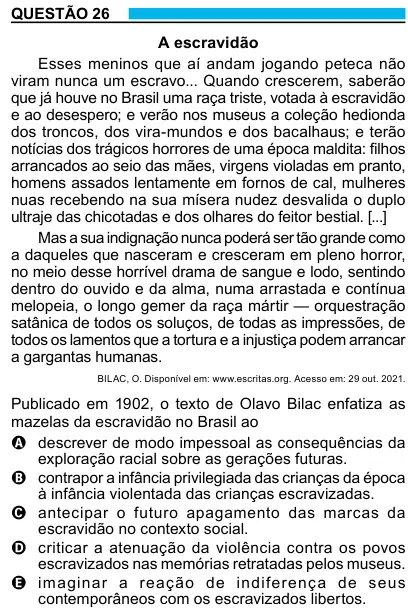 QUESTÃO 26
A escravidão
Esses meninos que aí andam jogando peteca não
viram nunca um escravo... Quando crescerem, saberão
que já houve no Brasil uma raça triste, votada à escravidão
e ao desespero; e verão nos museus a coleção hedionda
dos troncos, dos vira-mundos e dos bacalhaus; e terão
notícias dos trágicos horrores de uma época maldita: filhos
arrancados ao seio das mães, virgens violadas em pranto,
homens assados lentamente em fornos de cal, mulheres
nuas recebendo na sua mísera nudez desvalida o duplo
ultraje das chicotadas e dos olhares do feitor bestial. [...]
Mas a sua indignação nunca poderá ser tão grande como
a daqueles que nasceram e cresceram em pleno horror,
no meio desse horrível drama de sangue e lodo, sentindo
dentro do ouvido e da alma, numa arrastada e contínua
melopeia, o longo gemer da raça mártir — orquestração
satânica de todos os soluços, de todas as impressões, de
todos os lamentos que a tortura e a injustiça podem arrancar
a gargantas humanas.
BILAC, O. Disponível em: www.escritas.org. Acesso em: 29 out. 2021.
Publicado em 1902, o texto de Olavo Bilac enfatiza as
mazelas da escravidão no Brasil ao
A descrever de modo impessoal as consequências da
exploração racial sobre as gerações futuras.
B contrapor a infância privilegiada das crianças da época
à infância violentada das crianças escravizadas.
C antecipar o futuro apagamento das marcas da
escravidão no contexto social.
D criticar a atenuação da violência contra os povos
escravizados nas memórias retratadas pelos museus.
E imaginar a reação de indiferença de seus
contemporâneos com os escravizados libertos.